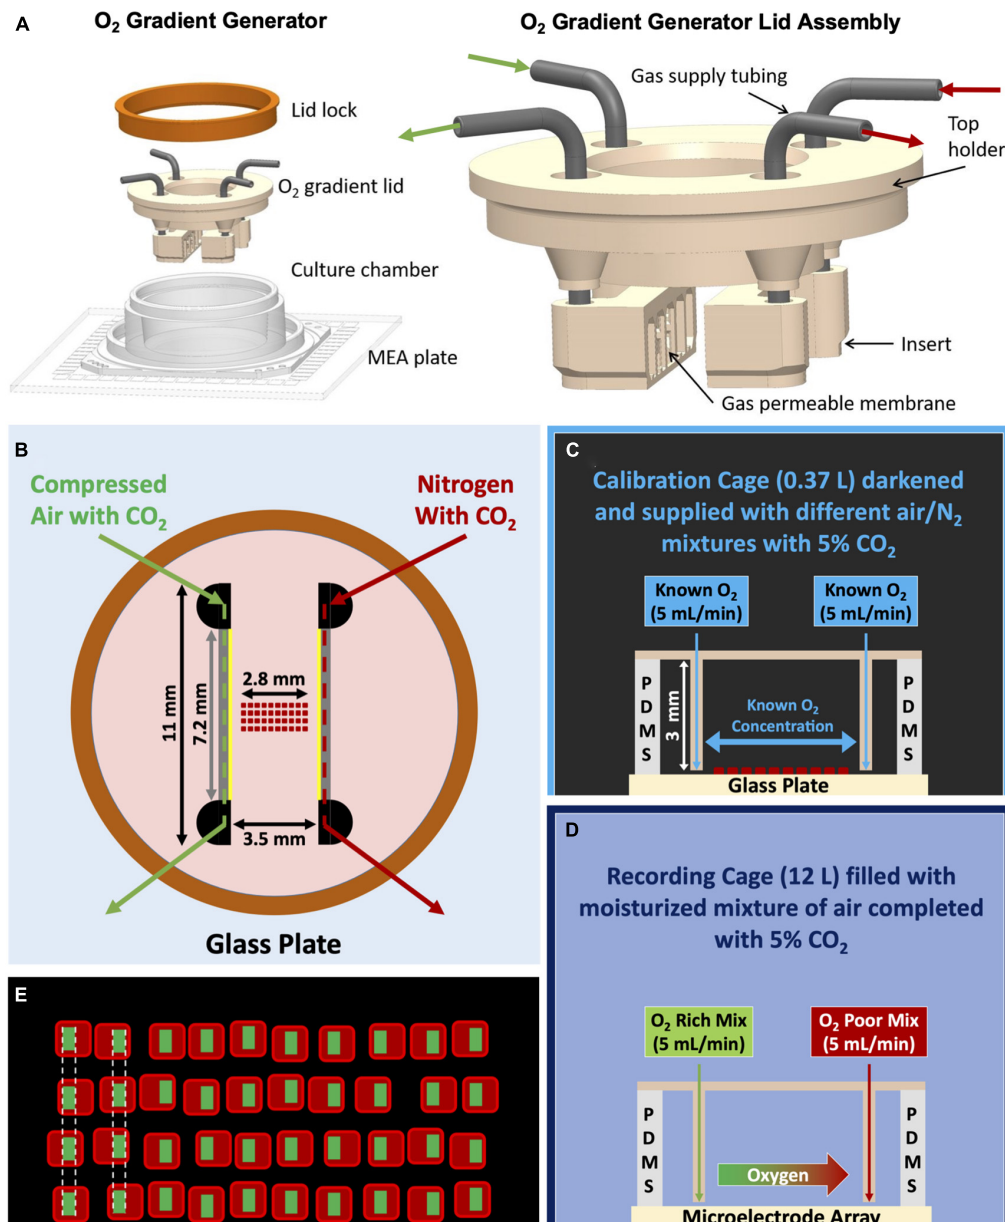 A
O2 Gradient Generator
O2 Gradient Generator Lid Assembly
Lid lock
O2 gradient lid
Culture chamber
MEA plate
Gas supply tubing
Top
holder
Insert
Gas permeable membrane
B
Compressed
Air with CO2
Nitrogen
With CO2
11 mm
7.2 mm
2.8 mm
3.5 mm
Glass Plate
C
Calibration Cage (0.37 L) darkened
and supplied with different air/N2
mixtures with 5% CO2
Known O2
(5 mL/min)
Known O2
(5 mL/min)
PDMS
3 mm
Known O2
Concentration
PDMS
Glass Plate
D
Recording Cage (12 L) filled with
moisturized mixture of air completed
with 5% CO2
O2 Rich Mix
(5 mL/min)
O2 Poor Mix
(5 mL/min)
PDMS
Oxygen
PDMS
Microelectrode Array
E